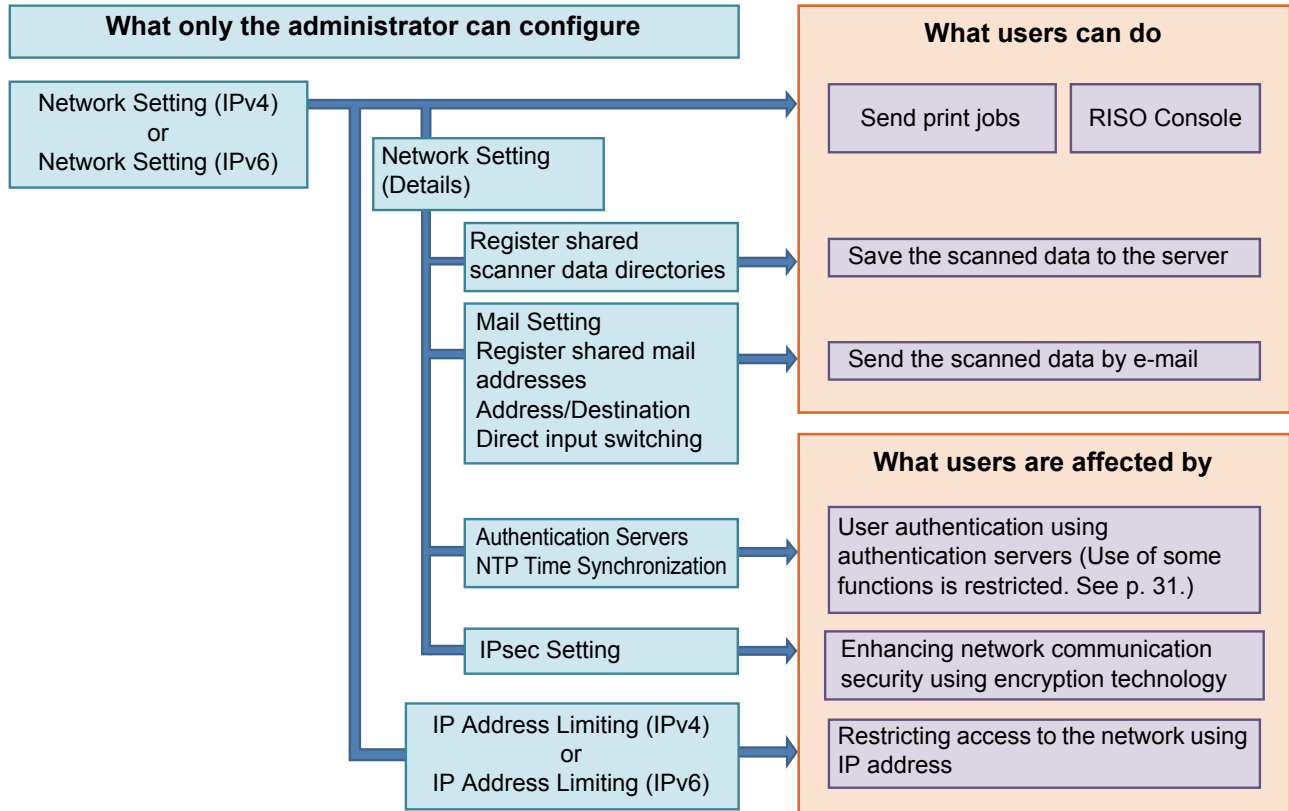 What only the administrator can configure
What users can do
Network Setting (IPv4)
or
Network Setting (IPv6)
Send print jobs
RISO Console
Network Setting
(Details)
Register shared
scanner data directories
Save the scanned data to the server
Mail Setting
Register shared mail
addresses
Address/Destination
Direct input switching
Send the scanned data by e-mail
What users are affected by
Authentication Servers
NTP Time Synchronization
User authentication using
authentication servers (Use of some
functions is restricted. See p. 31.)
IPsec Setting
Enhancing network communication
security using encryption technology
IP Address Limiting (IPv4)
or
IP Address Limiting (IPv6)
Restricting access to the network using
IP address